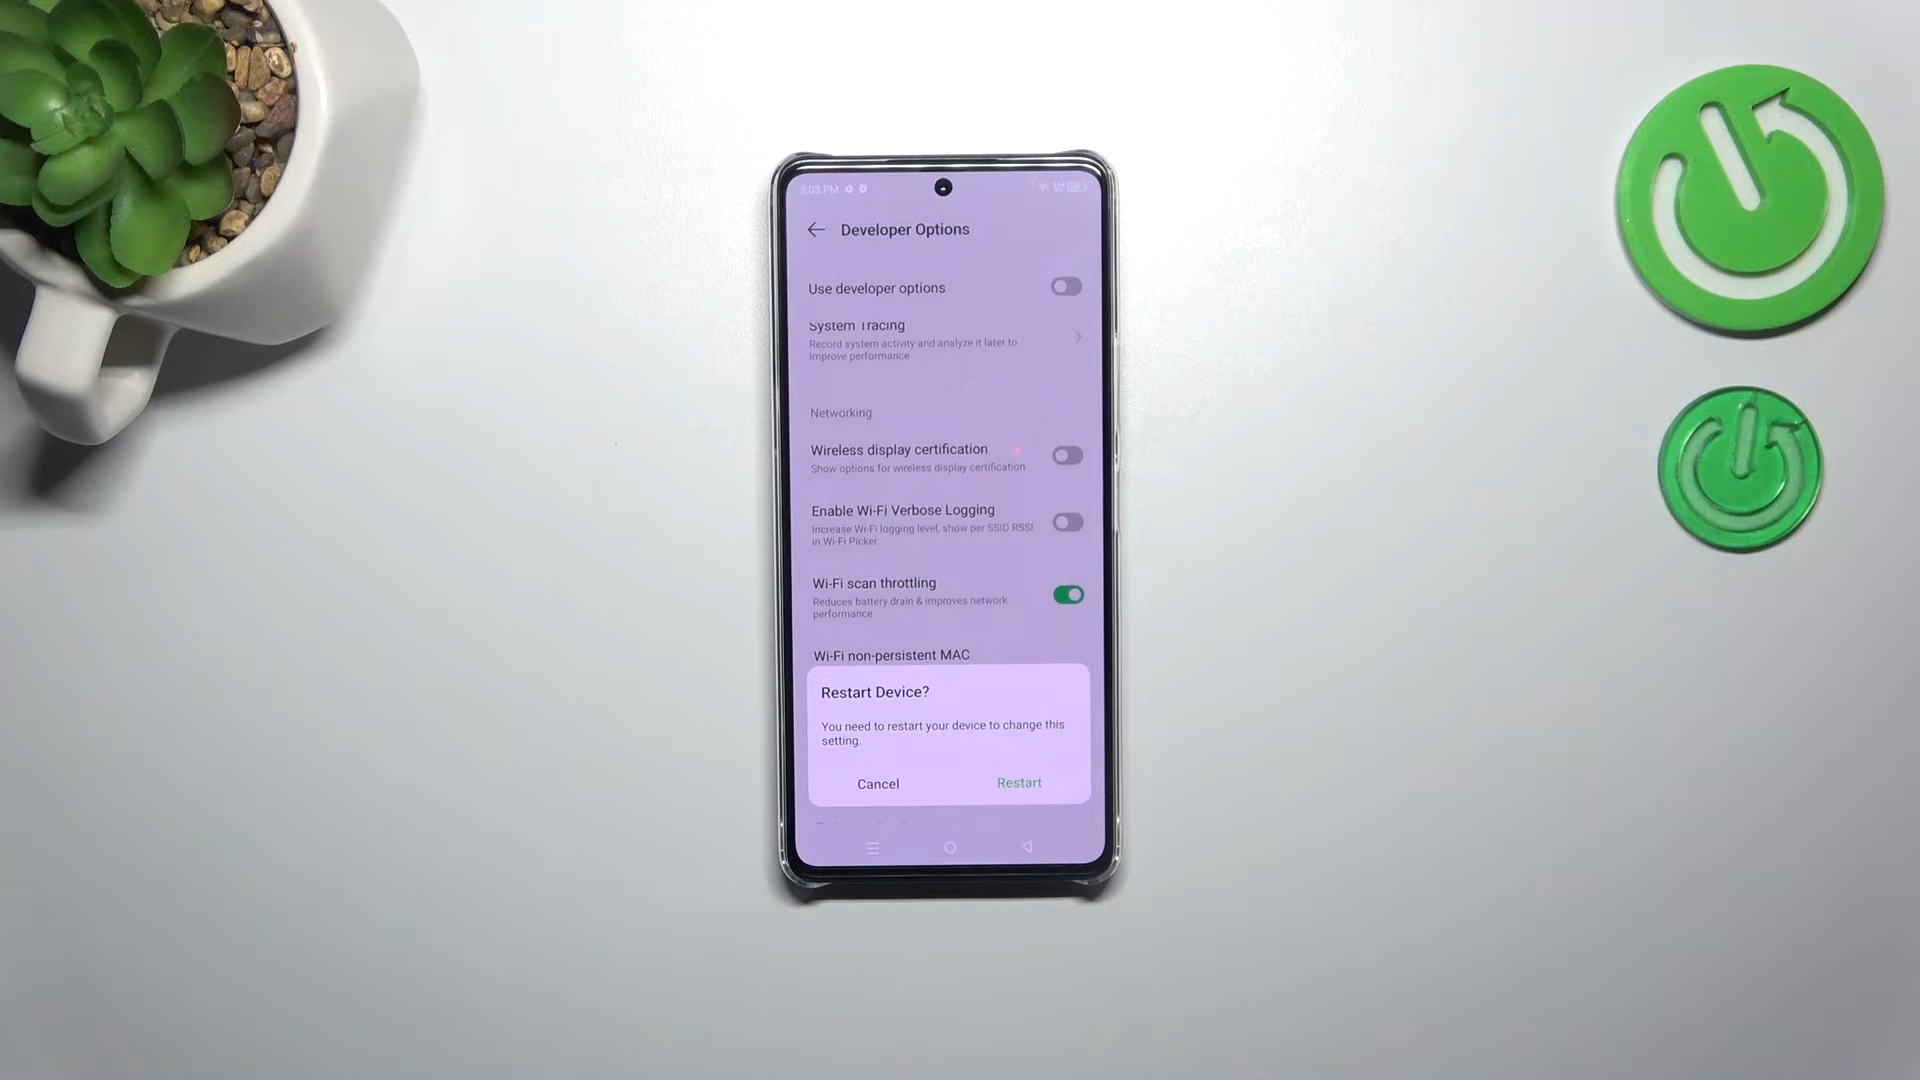 3:03 PM
Developer Options
Use developer options
System Tracing
Record system activity and analyze it later to
improve performance
Networking
Wireless display certification
Show options for wireless display certification
Enable Wi-Fi Verbose Logging
Increase Wi-Fi logging level, show per SSID RSSI
in Wi-Fi Picker
Wi-Fi scan throttling
Reduces battery drain & improves network
performance
Wi-Fi non-persistent MAC
Restart Device?
You need to restart your device to change this
setting.
Cancel
Restart